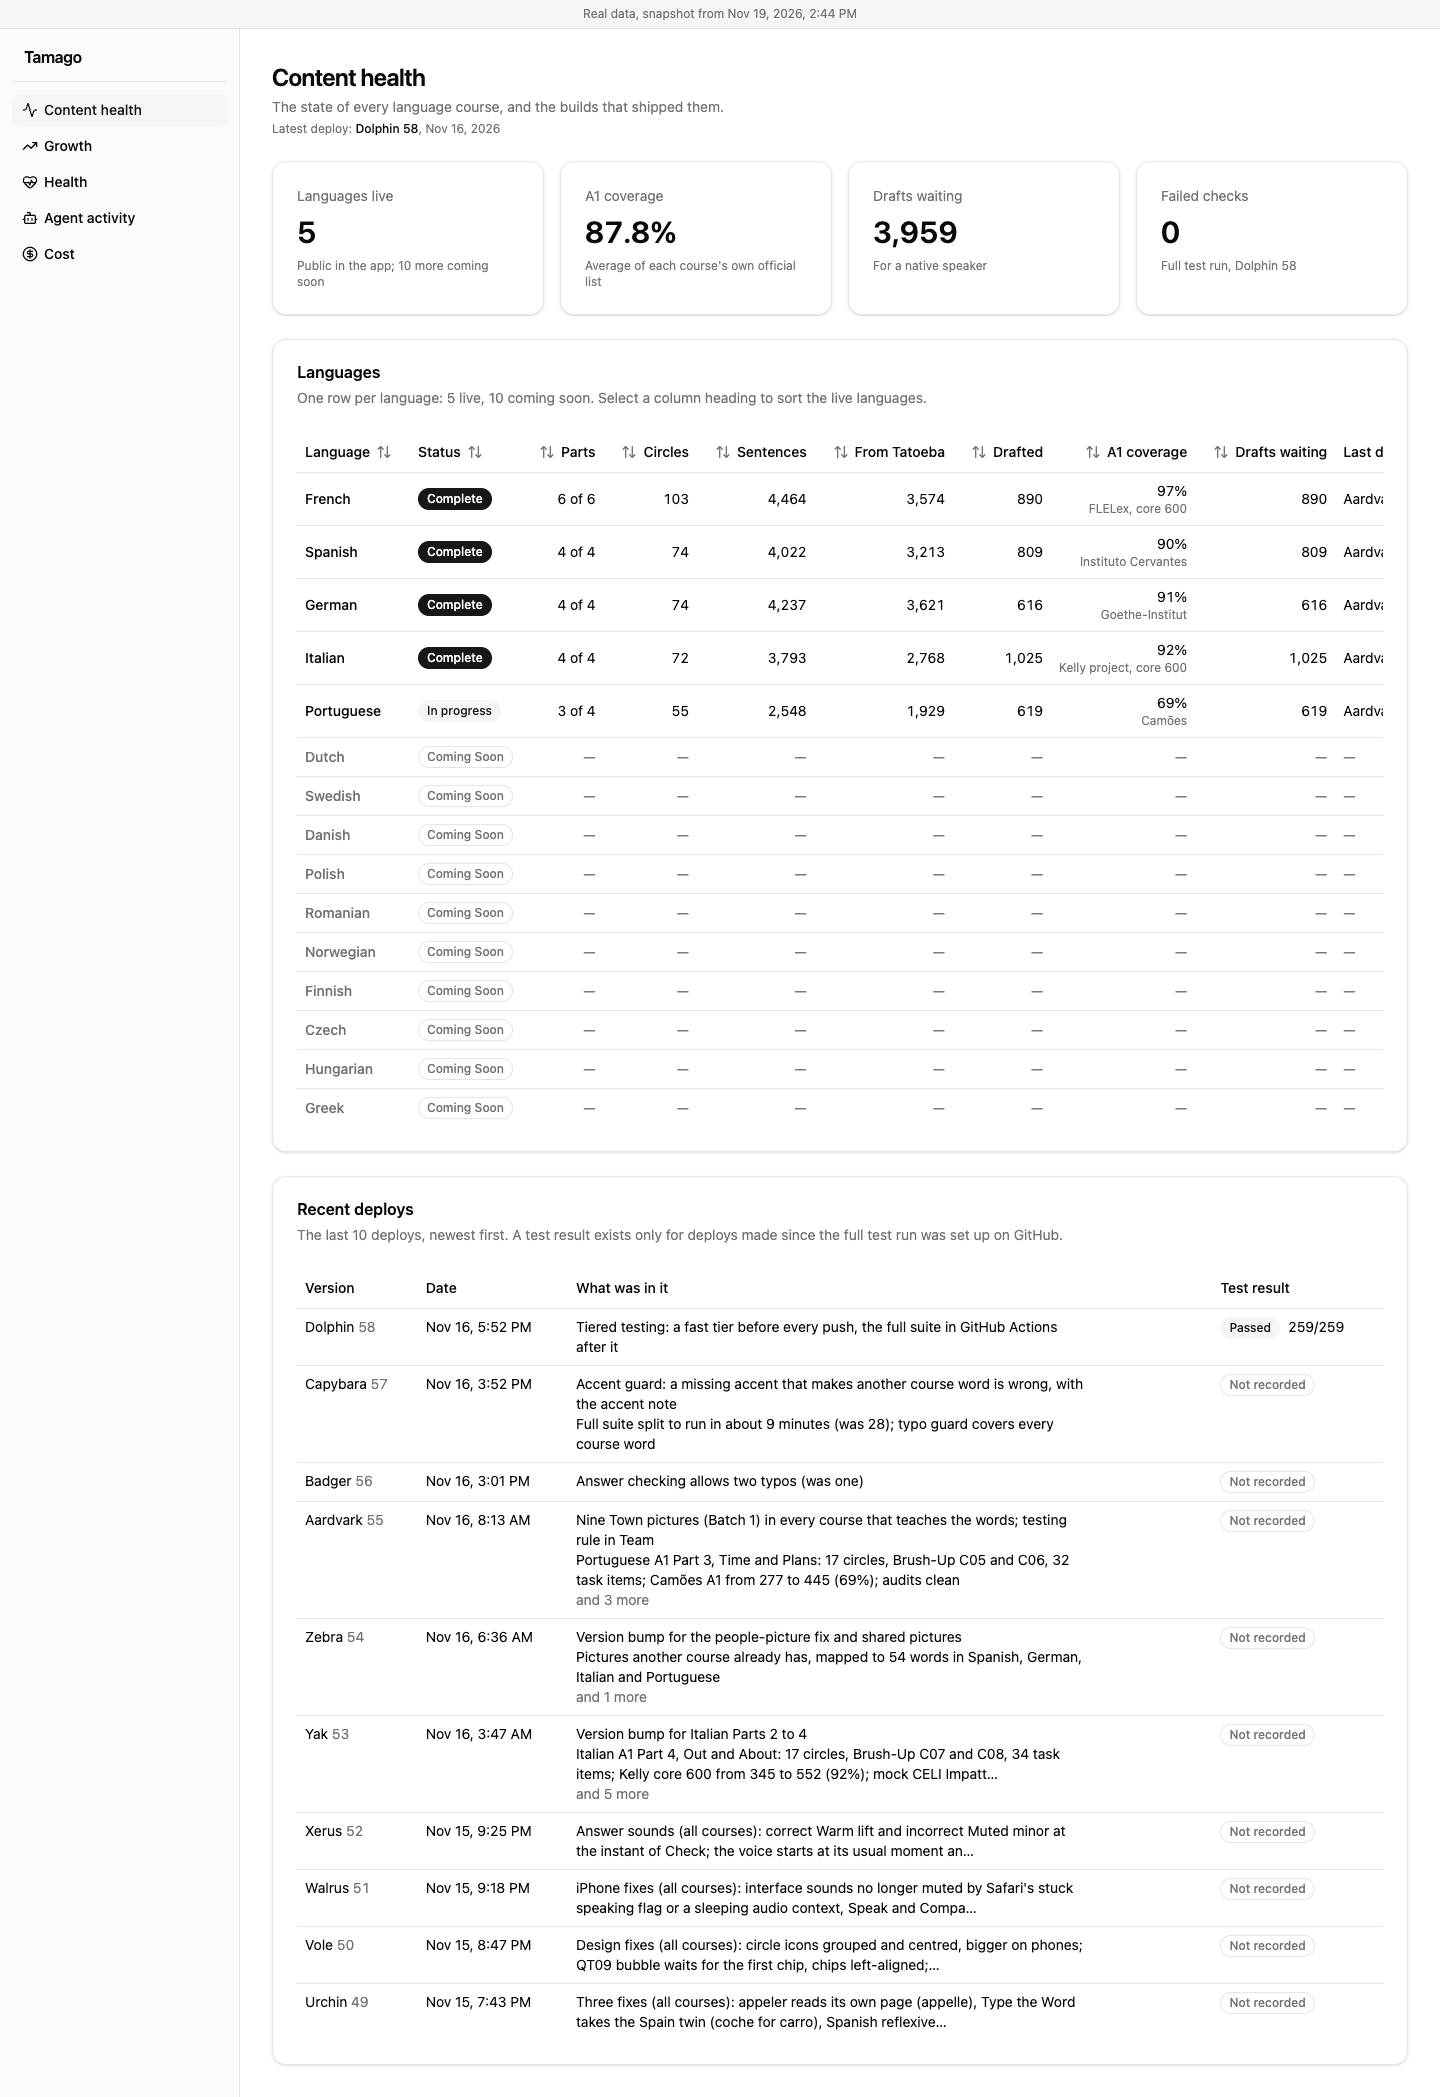 Real data, snapshot from Nov 19, 2026, 2:44 PM
Tamago
Content health
Growth
Health
Agent activity
Cost
Content health
The state of every language course, and the builds that shipped them.
Latest deploy: Dolphin 58, Nov 16, 2026
Languages live
5
Public in the app; 10 more coming
soon
A1 coverage
87.8%
Average of each course's own official
list
Drafts waiting
3,959
For a native speaker
Failed checks
0
Full test run, Dolphin 58
Languages
One row per language: 5 live, 10 coming soon. Select a column heading to sort the live languages.
Language Status Parts Circles Sentences From Tatoeba Drafted A1 coverage Drafts waiting Last d
French Complete 6 of 6 103 4,464 3,574 890 97% 890 Aardva
FLELex, core 600
Spanish Complete 4 of 4 74 4,022 3,213 809 90% 809 Aardva
Instituto Cervantes
German Complete 4 of 4 74 4,237 3,621 616 91% 616 Aardva
Goethe-Institut
Italian Complete 4 of 4 72 3,793 2,768 1,025 92% 1,025 Aardva
Kelly project, core 600
Portuguese In progress 3 of 4 55 2,548 1,929 619 69% 619 Aardva
Camões
Dutch Coming Soon — — — — — — — —
Swedish Coming Soon — — — — — — — —
Danish Coming Soon — — — — — — — —
Polish Coming Soon — — — — — — — —
Romanian Coming Soon — — — — — — — —
Norwegian Coming Soon — — — — — — — —
Finnish Coming Soon — — — — — — — —
Czech Coming Soon — — — — — — — —
Hungarian Coming Soon — — — — — — — —
Greek Coming Soon — — — — — — — —
Recent deploys
The last 10 deploys, newest first. A test result exists only for deploys made since the full test run was set up on GitHub.
Version Date What was in it Test result
Dolphin 58 Nov 16, 5:52 PM Tiered testing: a fast tier before every push, the full suite in GitHub Actions Passed 259/259
after it
Capybara 57 Nov 16, 3:52 PM Accent guard: a missing accent that makes another course word is wrong, with Not recorded
the accent note
Full suite split to run in about 9 minutes (was 28); typo guard covers every
course word
Badger 56 Nov 16, 3:01 PM Answer checking allows two typos (was one) Not recorded
Aardvark 55 Nov 16, 8:13 AM Nine Town pictures (Batch 1) in every course that teaches the words; testing Not recorded
rule in Team
Portuguese A1 Part 3, Time and Plans: 17 circles, Brush-Up C05 and C06, 32
task items; Camões A1 from 277 to 445 (69%); audits clean
and 3 more
Zebra 54 Nov 16, 6:36 AM Version bump for the people-picture fix and shared pictures Not recorded
Pictures another course already has, mapped to 54 words in Spanish, German,
Italian and Portuguese
and 1 more
Yak 53 Nov 16, 3:47 AM Version bump for Italian Parts 2 to 4 Not recorded
Italian A1 Part 4, Out and About: 17 circles, Brush-Up C07 and C08, 34 task
items; Kelly core 600 from 345 to 552 (92%); mock CELI Impatt…
and 5 more
Xerus 52 Nov 15, 9:25 PM Answer sounds (all courses): correct Warm lift and incorrect Muted minor at Not recorded
the instant of Check; the voice starts at its usual moment an…
Walrus 51 Nov 15, 9:18 PM iPhone fixes (all courses): interface sounds no longer muted by Safari's stuck Not recorded
speaking flag or a sleeping audio context, Speak and Compa…
Vole 50 Nov 15, 8:47 PM Design fixes (all courses): circle icons grouped and centred, bigger on phones; Not recorded
QT09 bubble waits for the first chip, chips left-aligned;…
Urchin 49 Nov 15, 7:43 PM Three fixes (all courses): appeler reads its own page (appelle), Type the Word Not recorded
takes the Spain twin (coche for carro), Spanish reflexive…